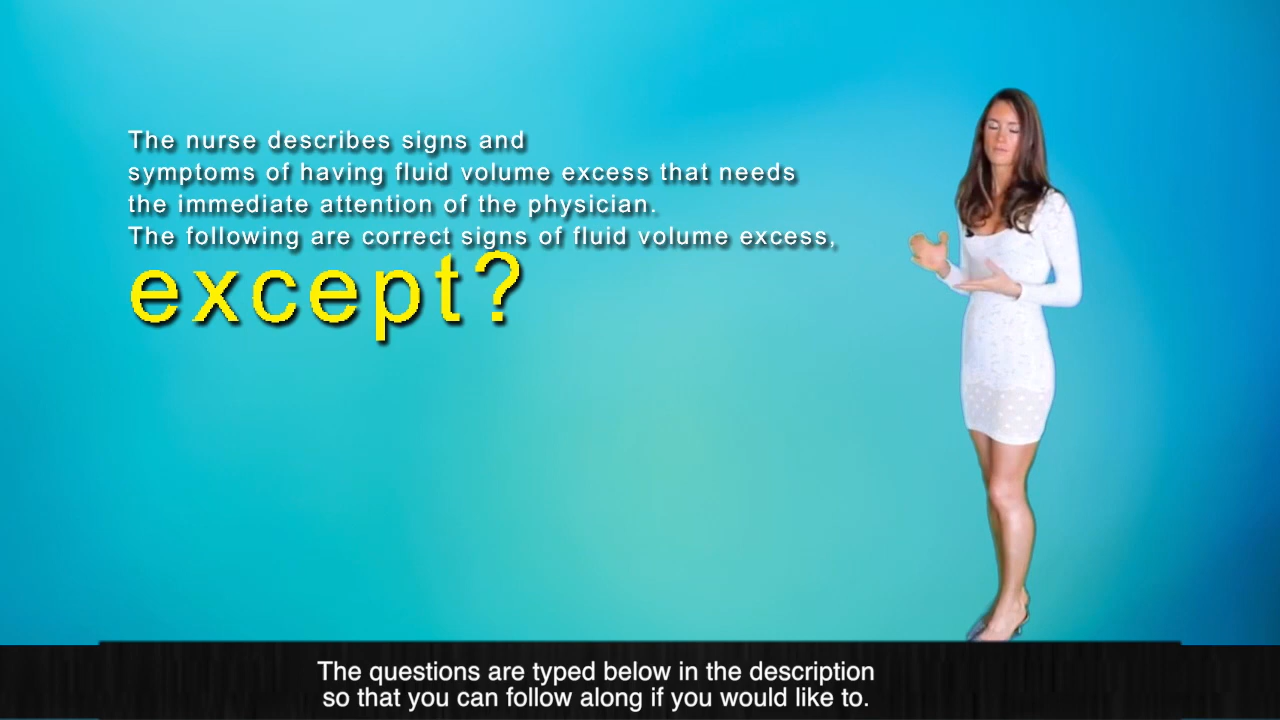 The nurse describes signs and
symptoms of having fluid volume excess that needs
the immediate attention of the physician.
The following are correct signs of fluid volume excess,
except?
The questions are typed below in the description
so that you can follow along if you would like to.